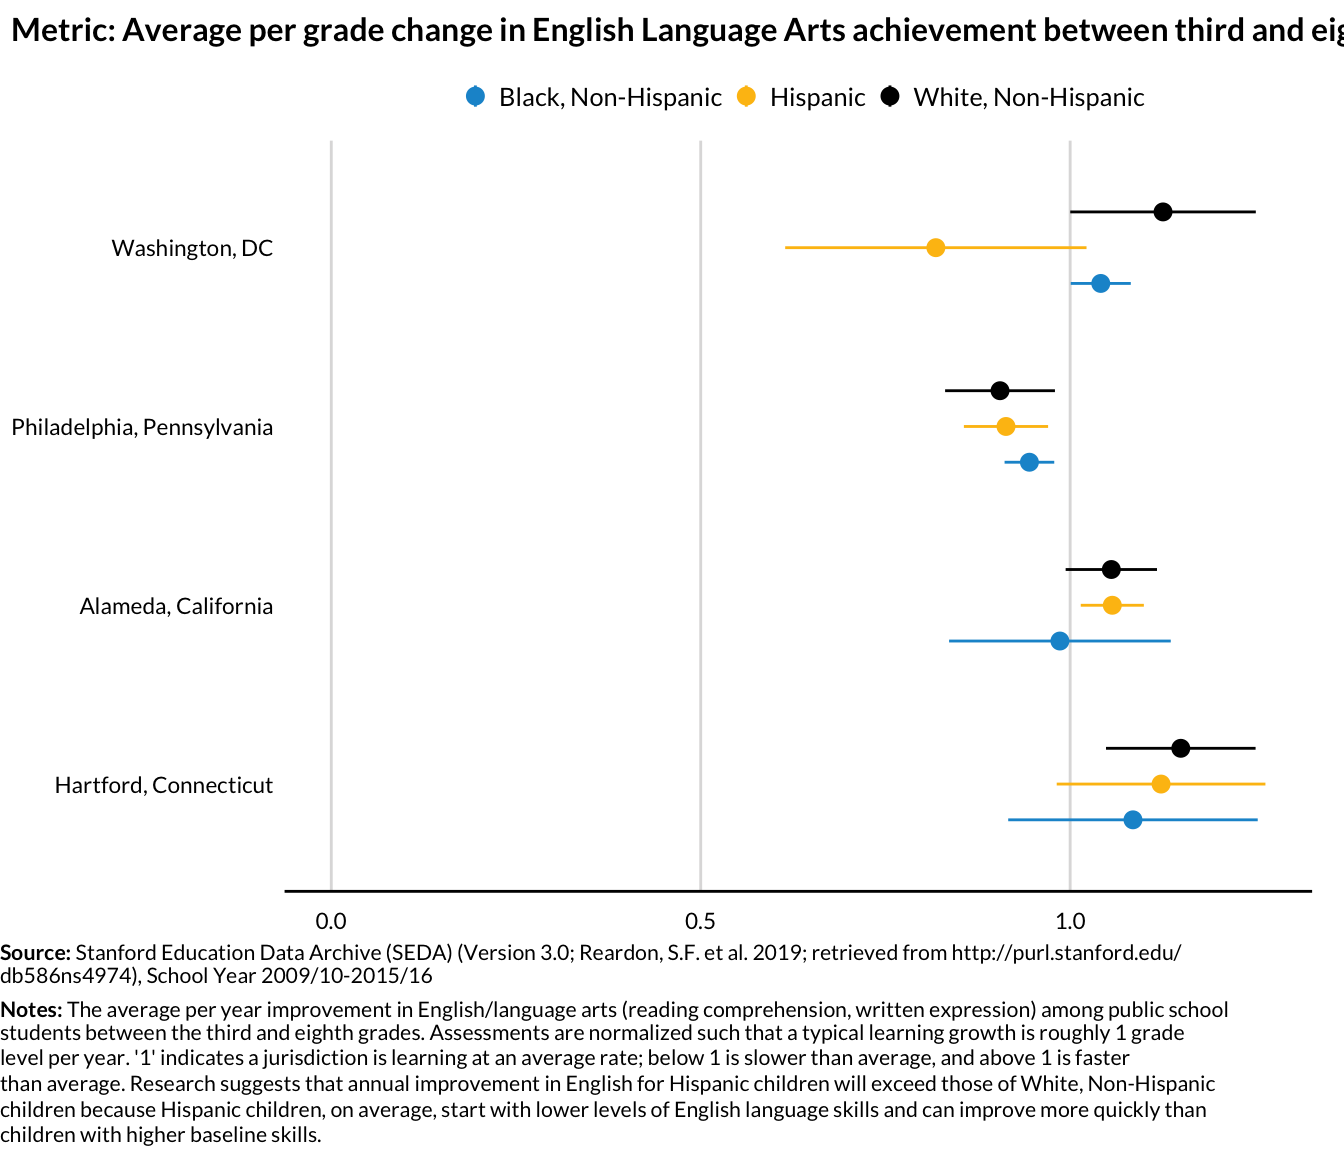 Metric: Average per grade change in English Language Arts achievement between third and
Black, Non-Hispanic Hispanic White, Non-Hispanic
Washington, DC
Philadelphia, Pennsylvania
Alameda, California
Hartford, Connecticut
0.0 0.5 1.0
Source: Stanford Education Data Archive (SEDA) (Version 3.0; Reardon, S.F. et al. 2019; retrieved from http://purl.stanford.edu/
db586ns4974), School Year 2009/10-2015/16
Notes: The average per year improvement in English/language arts (reading comprehension, written expression) among public school
students between the third and eighth grades. Assessments are normalized such that a typical learning growth is roughly 1 grade
level per year. '1' indicates a jurisdiction is learning at an average rate; below 1 is slower than average, and above 1 is faster
than average. Research suggests that annual improvement in English for Hispanic children will exceed those of White, Non-Hispanic
children because Hispanic children, on average, start with lower levels of English language skills and can improve more quickly than
children with higher baseline skills.